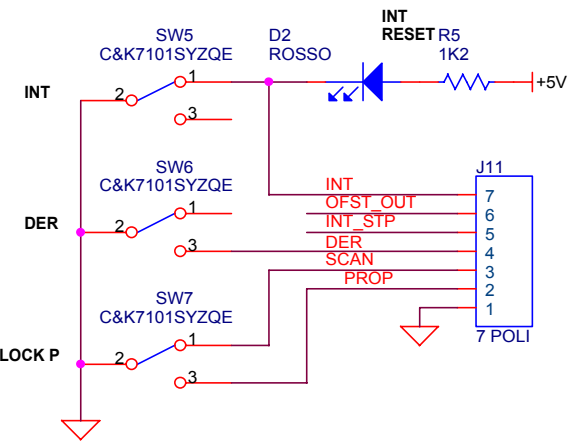 INT
RESET
SW5
C&K7101SYZQE
D2
ROSSO
R5
1K2
INT
1
2
3
+5V
SW6
C&K7101SYZQE
DER
1
2
3
J11
INT
7
OFST_OUT
6
INT_STP
5
DER
4
SCAN
3
PROP
2
1
7 POLI
SW7
C&K7101SYZQE
LOCK P
1
2
3